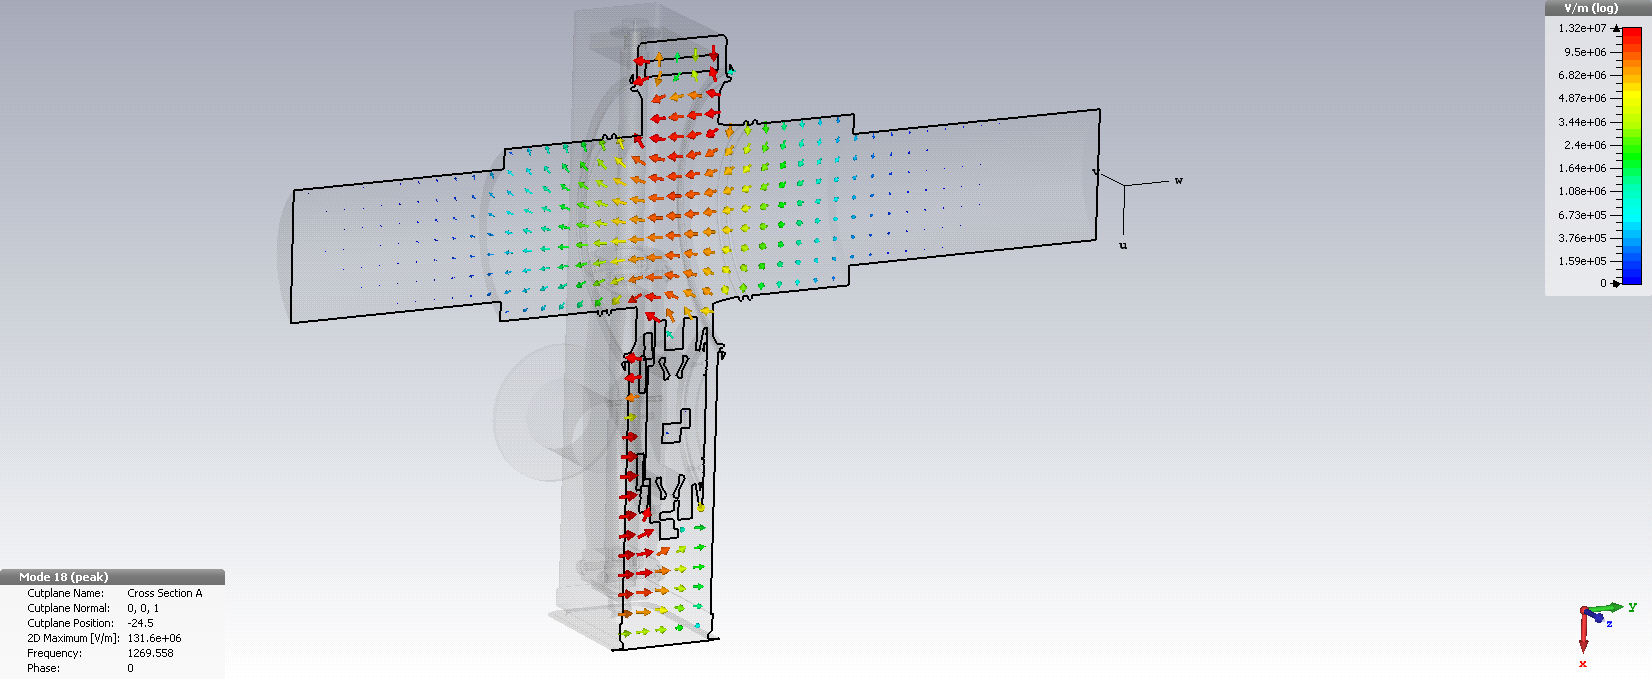 V/m (log)
1.32e+07
9.5e+06
6.82e+06
4.87e+06
3.44e+06
2.4e+06
1.64e+06
1.08e+06
6.73e+05
3.76e+05
1.59e+05
0
v
w
u
Mode 18 (peak)
Cutplane Name: Cross Section A
Cutplane Normal: 0, 0, 1
Cutplane Position: -24.5
2D Maximum [V/m]: 131.6e+06
Frequency: 1269.558
Phase: 0
y
z
x